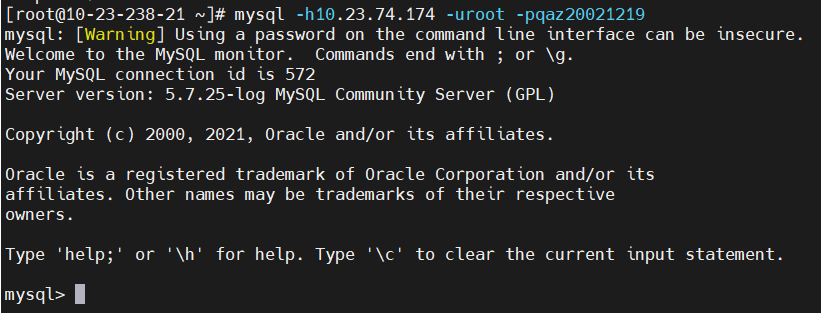 [root@10-23-238-21 ~]# mysql -h10.23.74.174 -uroot -pqaz20021219
mysql: [Warning] Using a password on the command line interface can be insecure.
Welcome to the MySQL monitor.  Commands end with ; or \g.
Your MySQL connection id is 572
Server version: 5.7.25-log MySQL Community Server (GPL)

Copyright (c) 2000, 2021, Oracle and/or its affiliates.

Oracle is a registered trademark of Oracle Corporation and/or its
affiliates. Other names may be trademarks of their respective
owners.

Type 'help;' or '\h' for help. Type '\c' to clear the current input statement.

mysql>